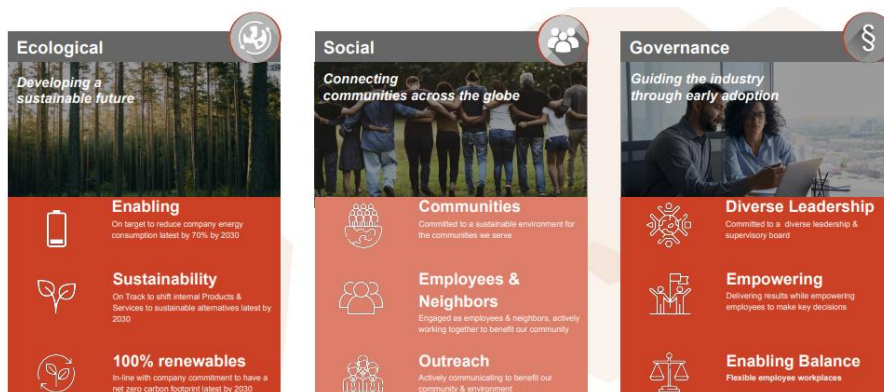 Ecological
Developing a
sustainable future
Enabling
On target to reduce company energy
consumption latest by 70% by 2030
Sustainability
On Track to shift internal Products &
Services to sustainable alternatives latest by
2030
100% renewables
In-line with company commitment to have a
net zero carbon footprint latest by 2030
Social
Connecting
communities across the globe
Communities
Committed to a sustainable environment for
the communities we serve
Employees &
Neighbors
Engaged as employees & neighbors, actively
working together to benefit our community
Outreach
Actively communicating to benefit our
community & environment
§
Governance
Guiding the industry
through early adoption
Diverse Leadership
Committed to a diverse leadership &
supervisory board
Empowering
Delivering results while empowering
employees to make key decisions
Enabling Balance
Flexible employee workplaces